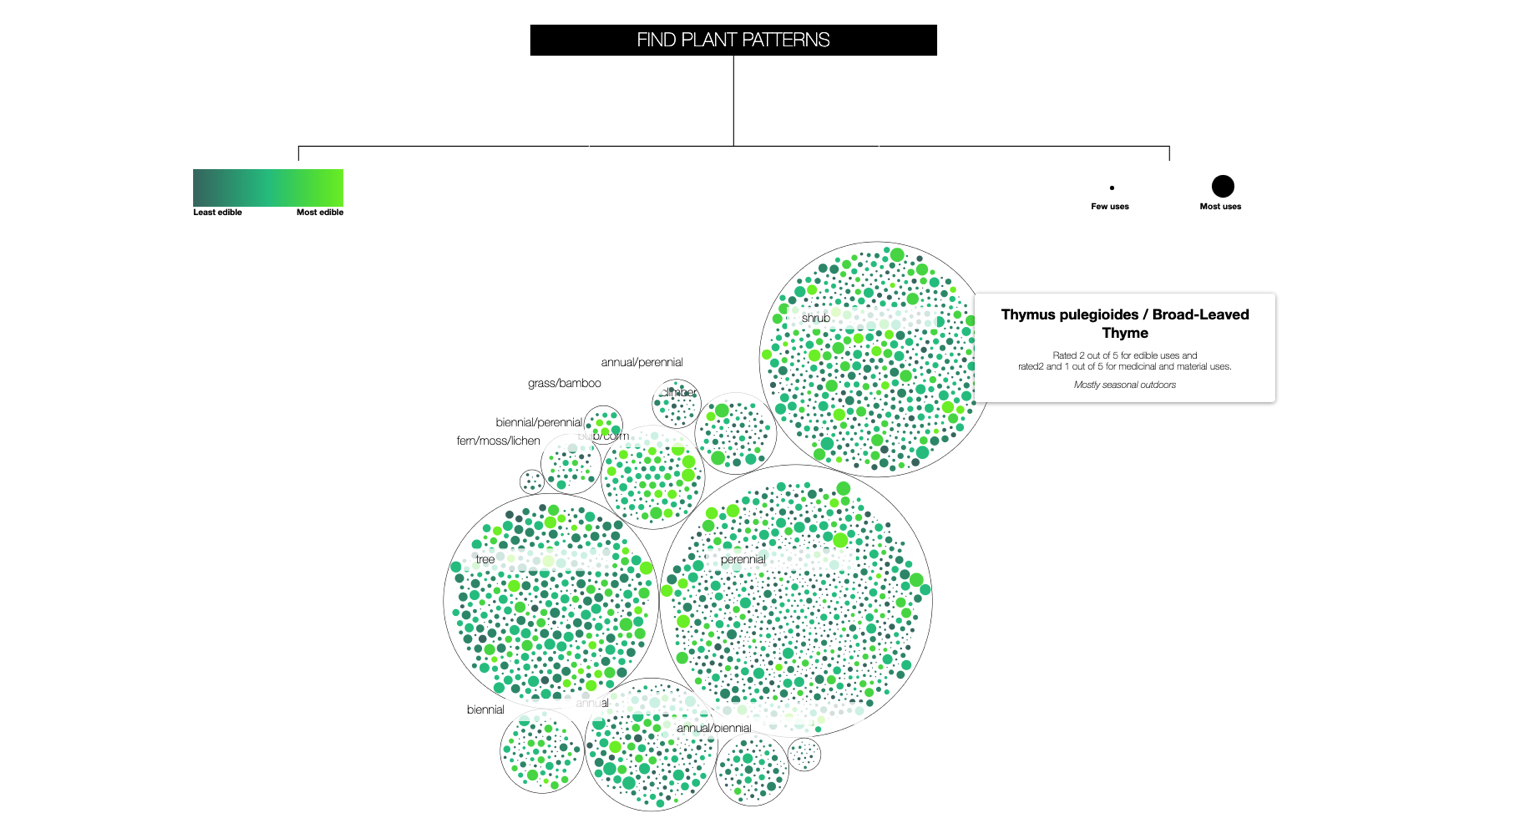 FIND PLANT PATTERNS
Least edible
Most edible
Few uses
Most uses
shrub
Thymus pulegioides / Broad-Leaved
Thyme
Rated 2 out of 5 for edible uses and
rated2 and 1 out of 5 for medicinal and material uses.
Mostly seasonal outdoors
annual/perennial
grass/bamboo
climber
biennial/perennial
bulb/corm
fern/moss/lichen
tree
perennial
biennial
annual
annual/biennial